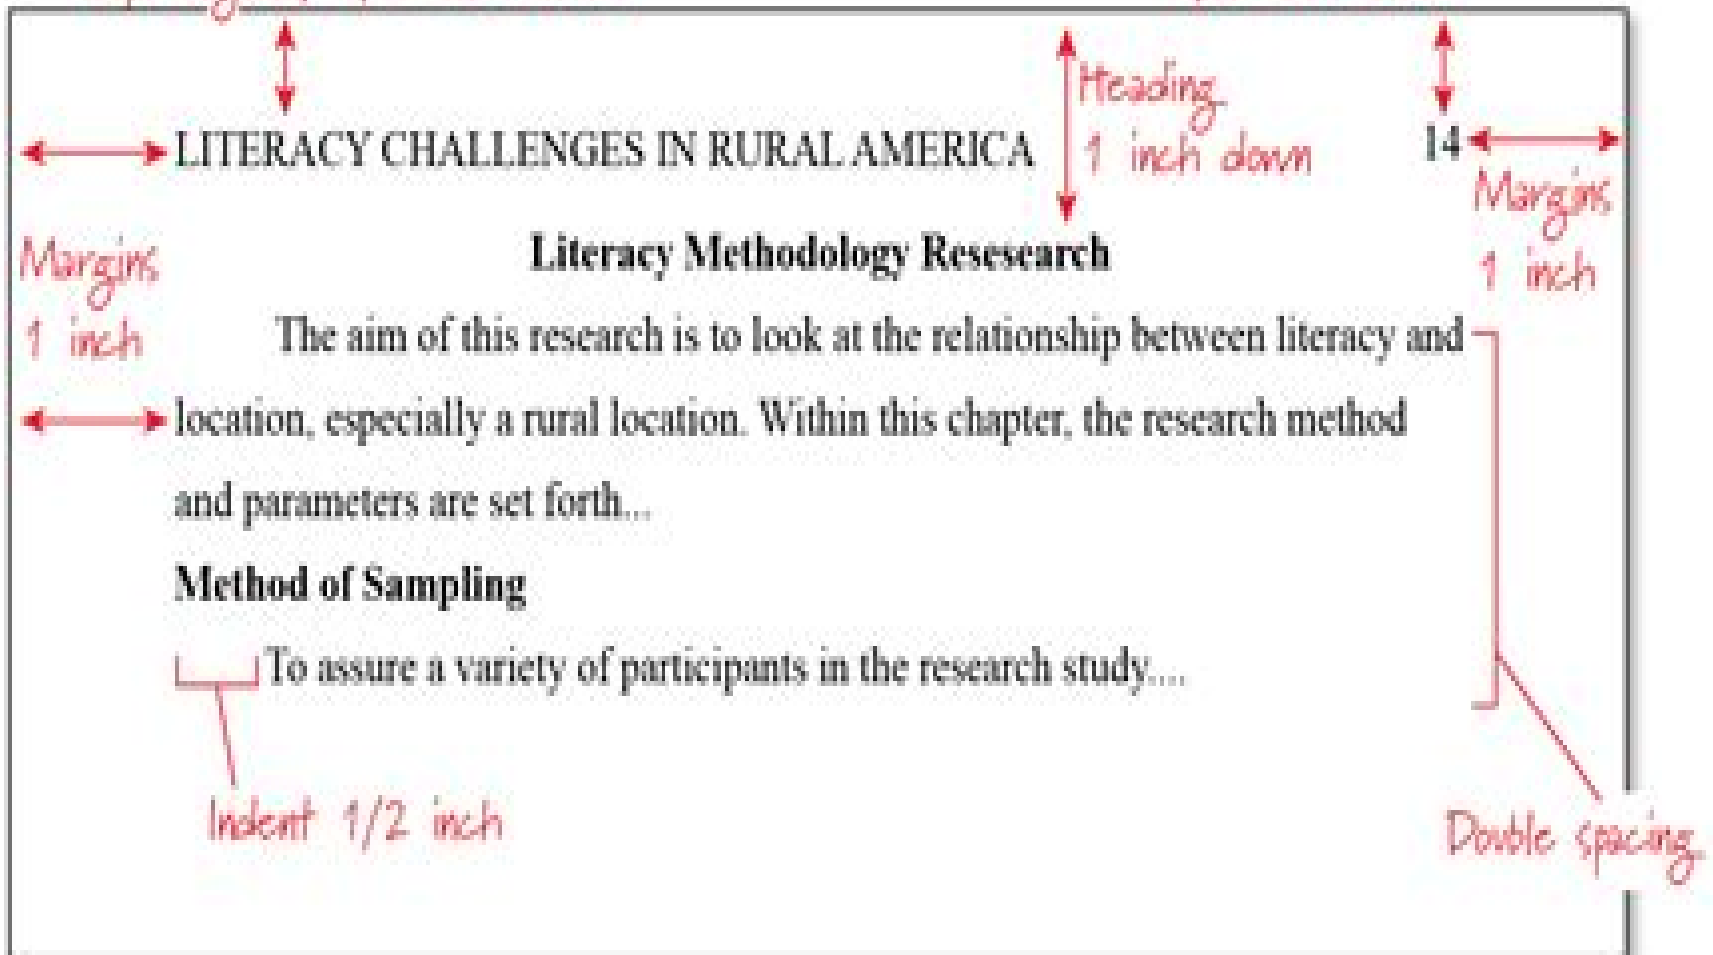 LITERACY CHALLENGES IN RURAL AMERICA
14
Heading
1 inch down
Margins
1 inch
Margins
1 inch
Literacy Methodology Resesearch
The aim of this research is to look at the relationship between literacy and
location, especially a rural location. Within this chapter, the research method
and parameters are set forth...
Method of Sampling
To assure a variety of participants in the research study....
Indent 1/2 inch
Double spacing